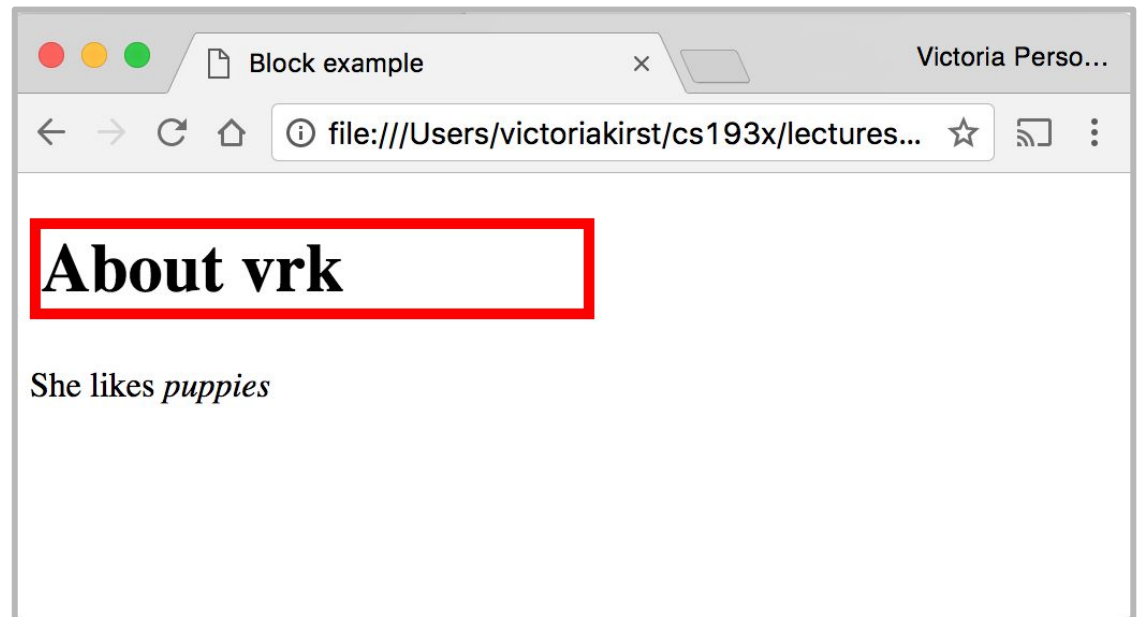 Block example
Victoria Perso...
file:///Users/victoriakirst/cs193x/lectures...
About vrk
She likes puppies